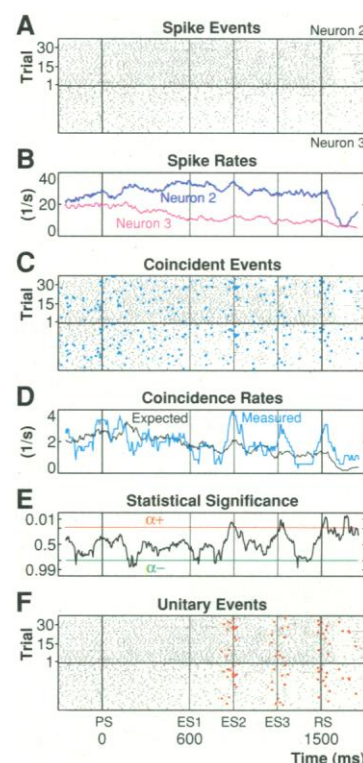 A Spike Events
Neuron 2
Trial
30
15
1
Neuron 3
B Spike Rates
(1/s)
40
20
0
Neuron 2
Neuron 3
C Coincident Events
Trial
30
15
1
D Coincidence Rates
(1/s)
4
2
0
Expected Measured
E Statistical Significance
0.01
0.5
0.99
α+
α−
F Unitary Events
Trial
30
15
1
PS ES1 ES2 ES3 RS
0 600 1500
Time (ms)